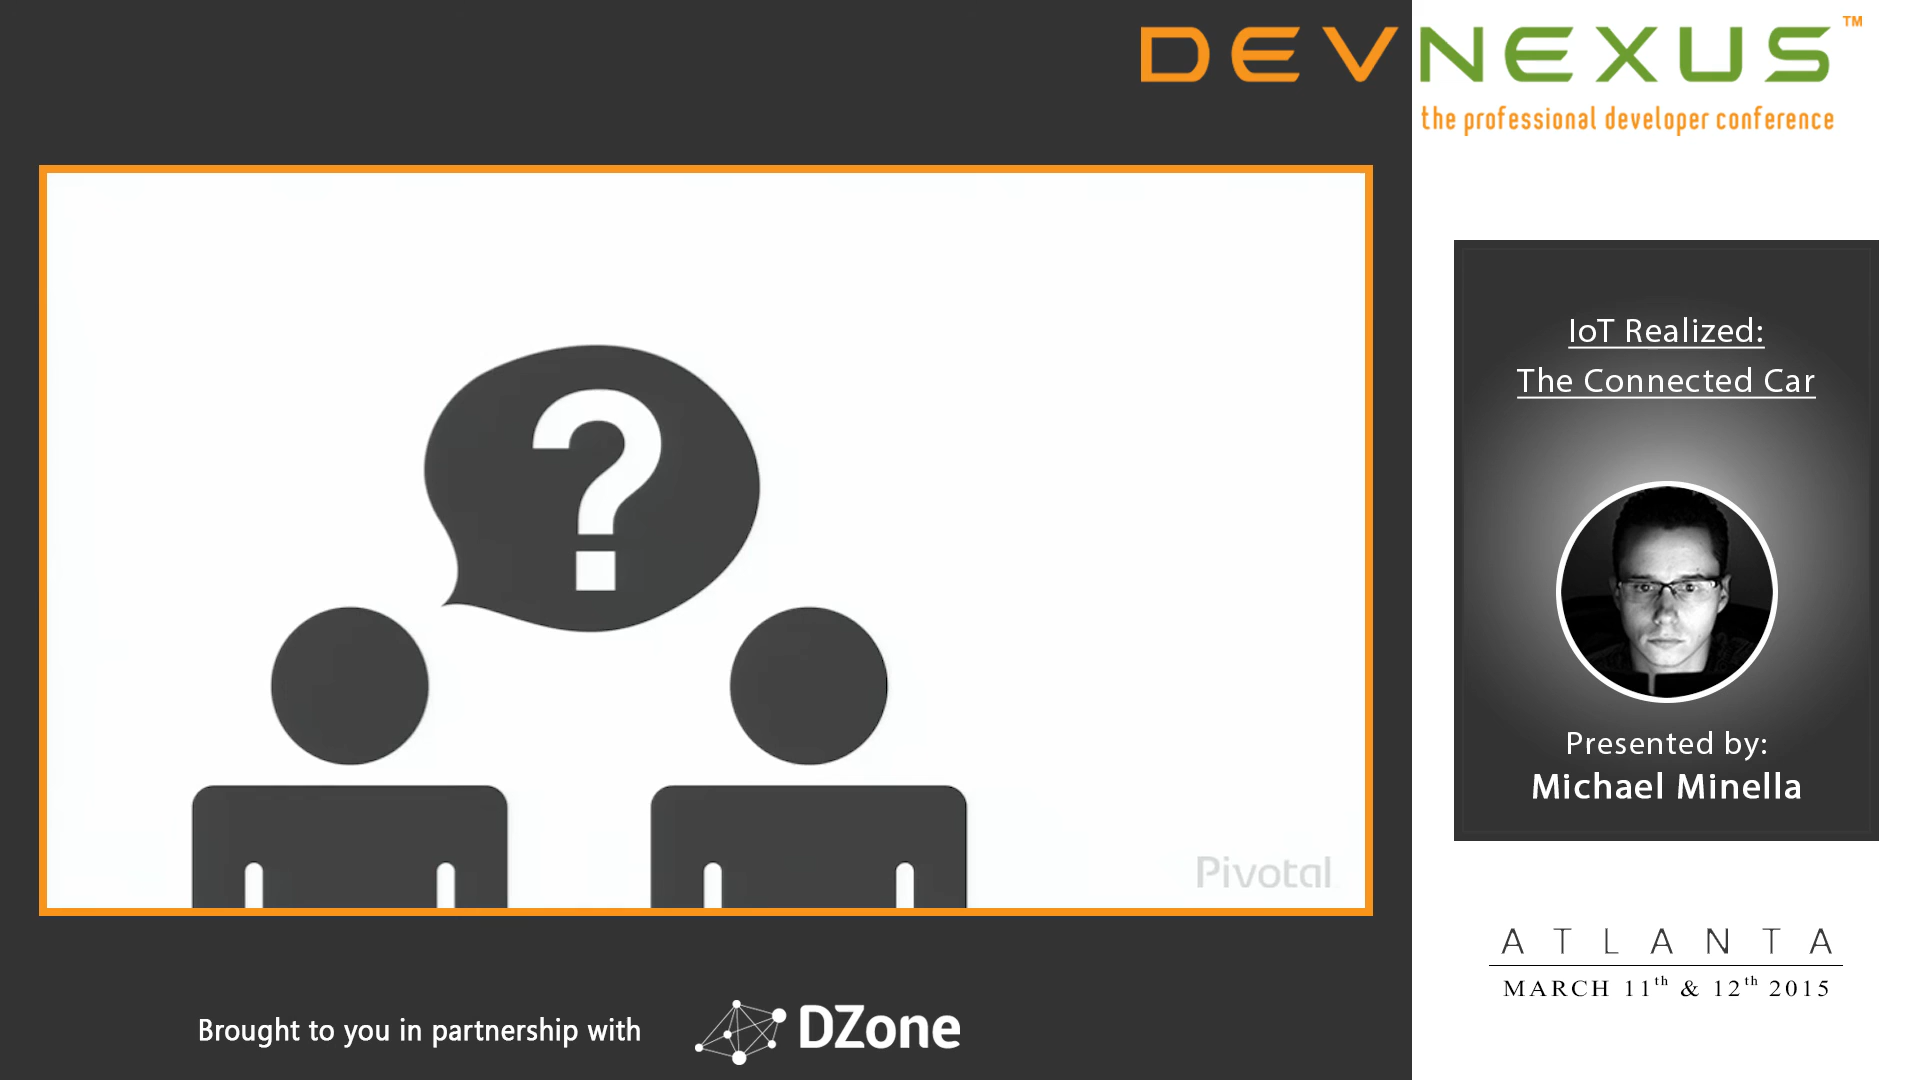 DEVNEXUS™
the professional developer conference
?
Pivotal
IoT Realized:
The Connected Car
Presented by:
Michael Minella
ATLANTA
MARCH 11th & 12th 2015
Brought to you in partnership with
DZone